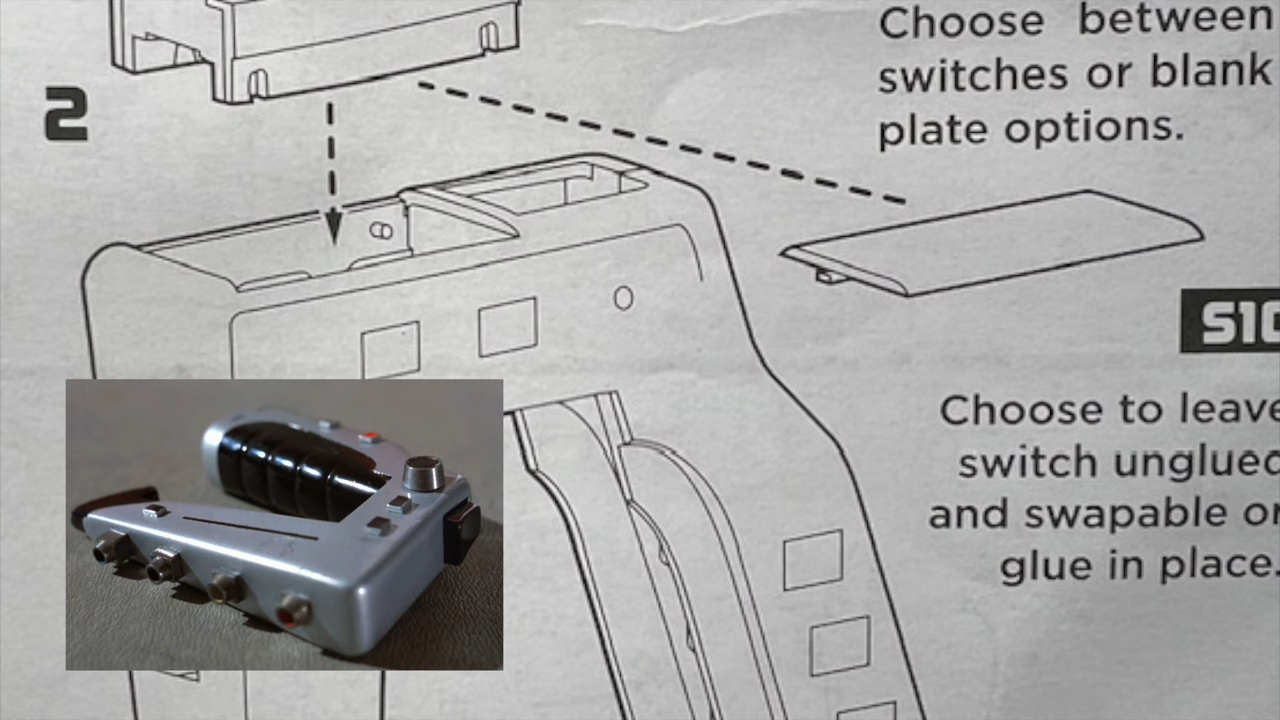 Choose between
switches or blank
plate options.
2
Choose to leave
switch unglued
and swapable or
glue in place.